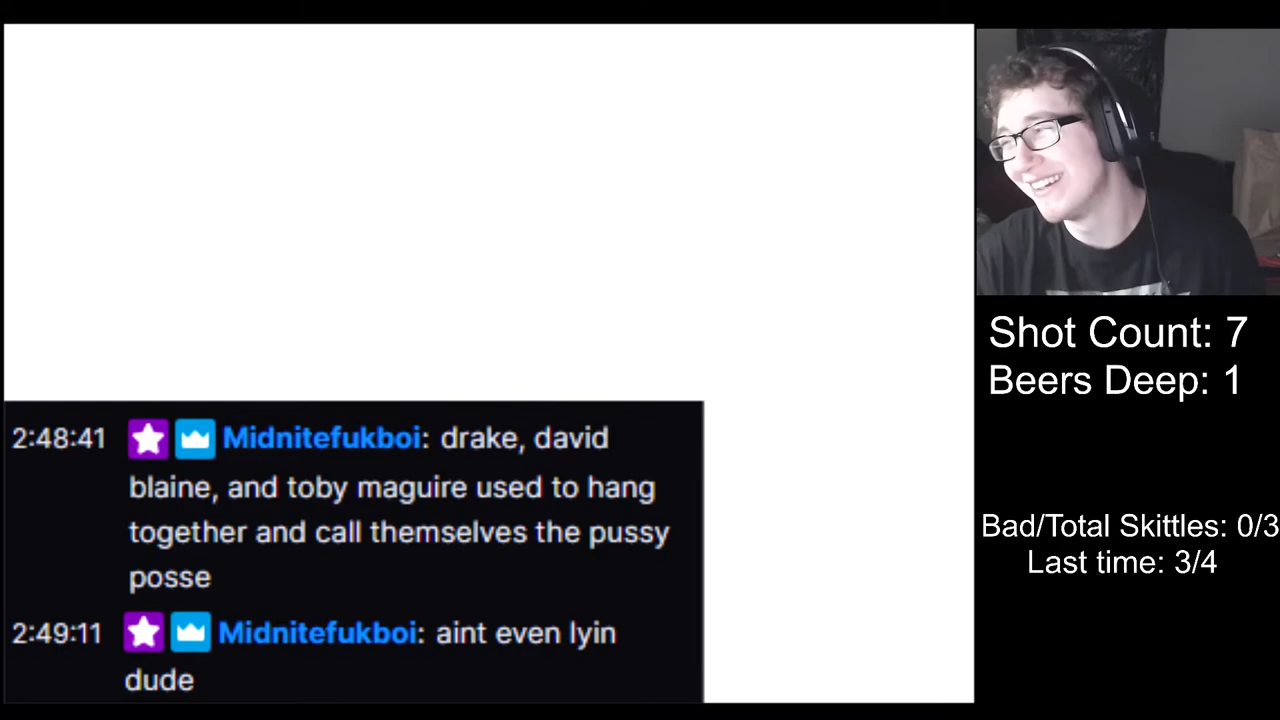 2:48:41 Midnitefukboi: drake, david
blaine, and toby maguire used to hang
together and call themselves the pussy
posse
2:49:11 Midnitefukboi: aint even lyin
dude
Shot Count: 7
Beers Deep: 1
Bad/Total Skittles: 0/3
Last time: 3/4